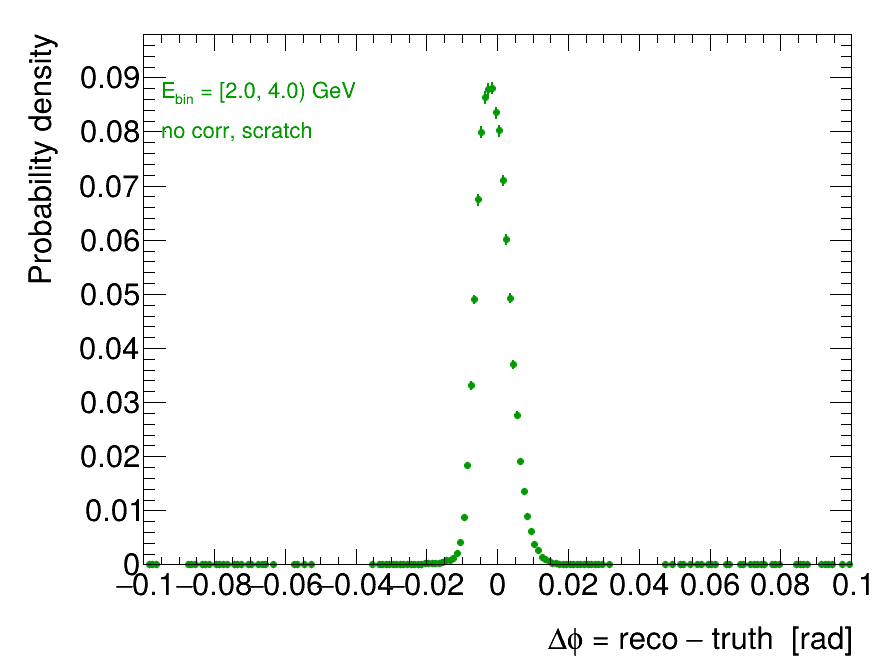 Probability density
0.09
0.08
0.07
0.06
0.05
0.04
0.03
0.02
0.01
0
E_bin = [2.0, 4.0) GeV
no corr, scratch
−0.1 −0.08 −0.06 −0.04 −0.02 0 0.02 0.04 0.06 0.08 0.1
Δϕ = reco − truth [rad]